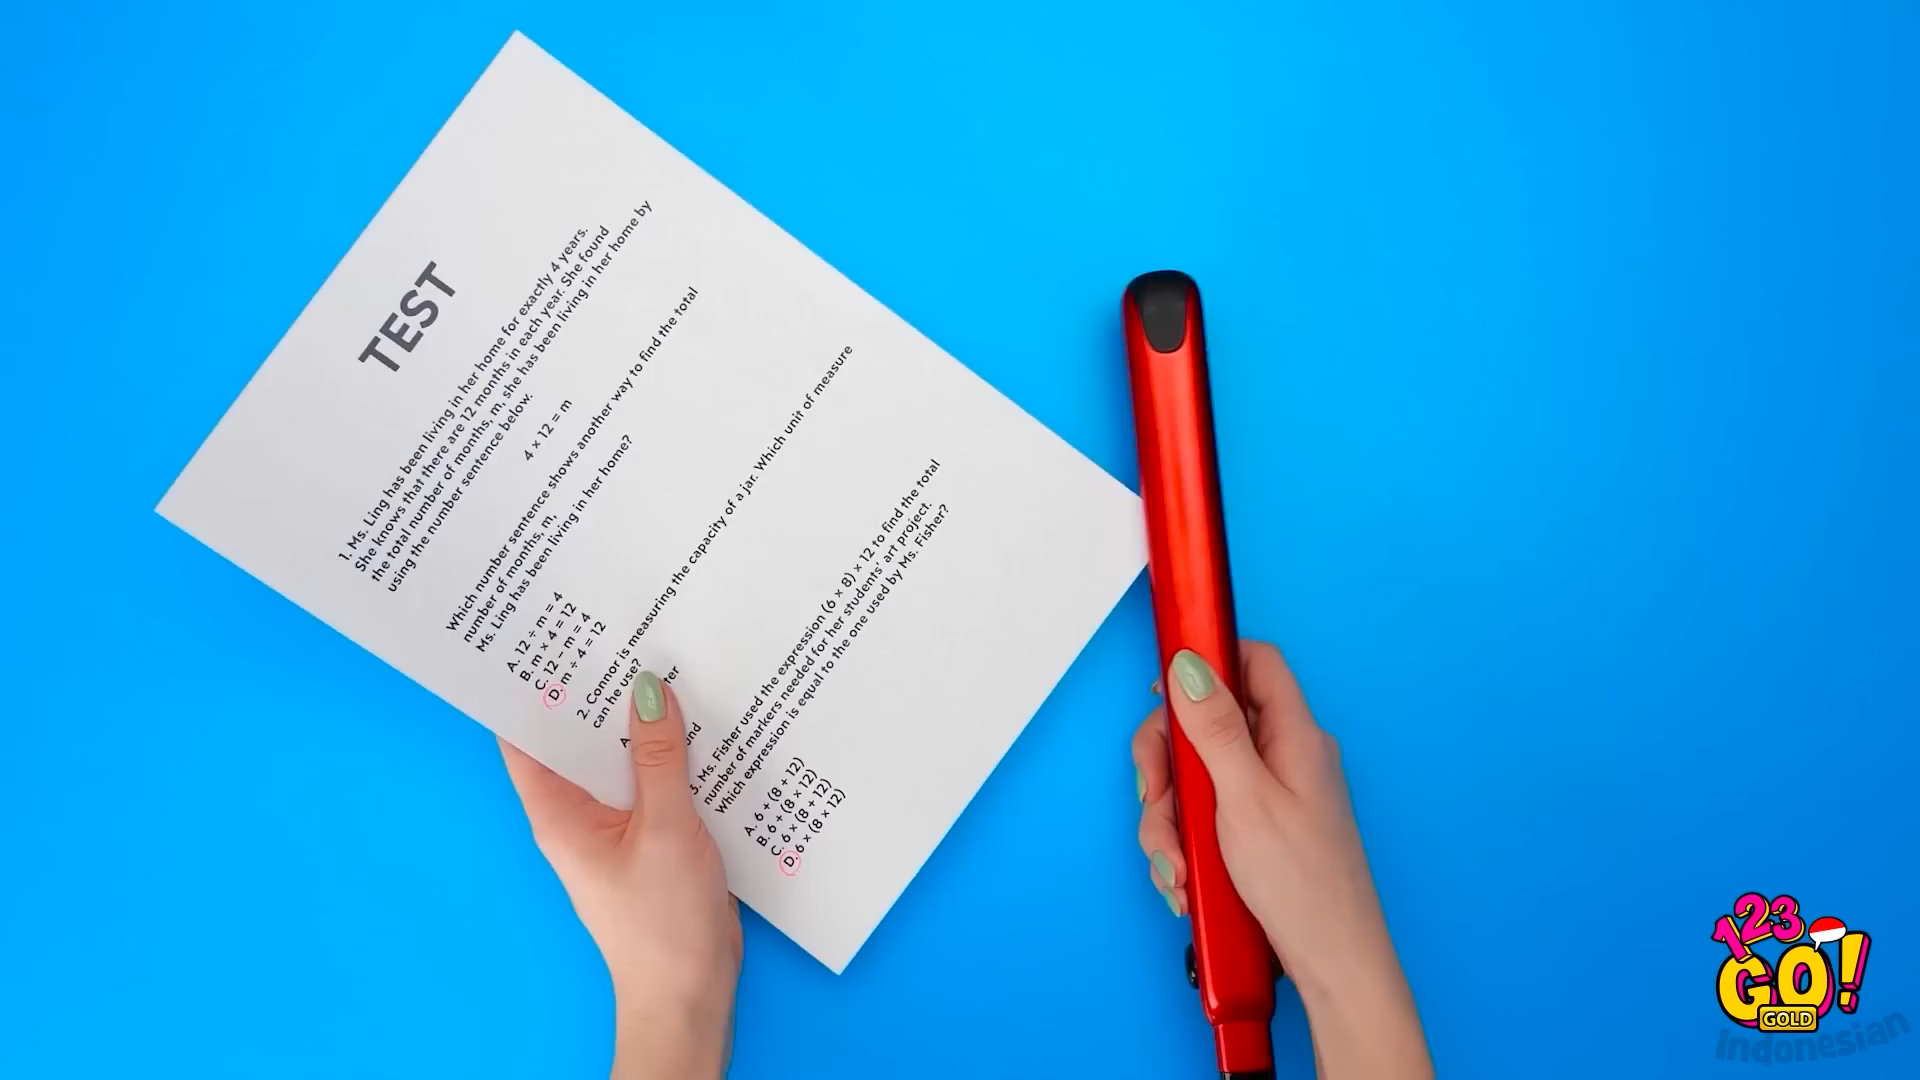 TEST
1. Ms. Ling has been living in her home for exactly 4 years.
She knows that there are 12 months in each year. She found
the total number of months, m, she has been living in her home by
using the number sentence below.
4 × 12 = m
Which number sentence shows another way to find the total
number of months, m,
Ms. Ling has been living in her home?
A. 12 ÷ m = 4
B. m × 4 = 12
C. 12 − m = 4
D. m ÷ 4 = 12
2. Connor is measuring the capacity of a jar. Which unit of measure
can he use?
A
3. Ms. Fisher used the expression (6 × 8) × 12 to find the total
number of markers needed for her students' art project.
Which expression is equal to the one used by Ms. Fisher?
A. 6 + (8 + 12)
B. 6 + (8 × 12)
C. 6 × (8 + 12)
D. 6 × (8 × 12)
123
GO!
GOLD
Indonesian